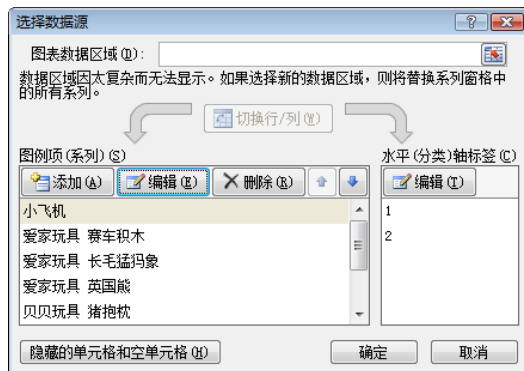 选择数据源
图表数据区域(D):
数据区域因太复杂而无法显示。如果选择新的数据区域，则将替换系列窗格中
的所有系列。
切换行/列(W)
图例项(系列)(S)
添加(A) 编辑(E) 删除(R)
小飞机
爱家玩具 赛车积木
爱家玩具 长毛猛犸象
爱家玩具 英国熊
贝贝玩具 猪抱枕
水平(分类)轴标签(C)
编辑(T)
1
2
隐藏的单元格和空单元格(H)
确定 取消